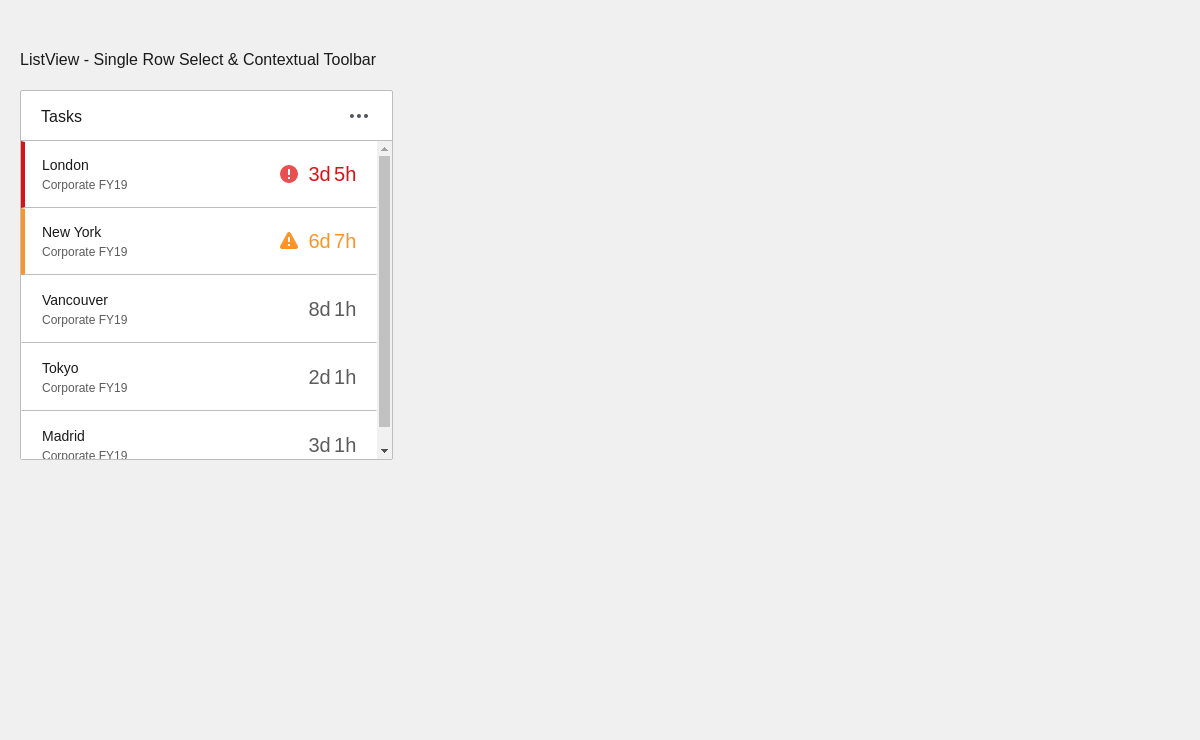 ListView - Single Row Select & Contextual Toolbar
Tasks
London
Corporate FY19
3d 5h
New York
Corporate FY19
6d 7h
Vancouver
Corporate FY19
8d 1h
Tokyo
Corporate FY19
2d 1h
Madrid
Corporate FY19
3d 1h